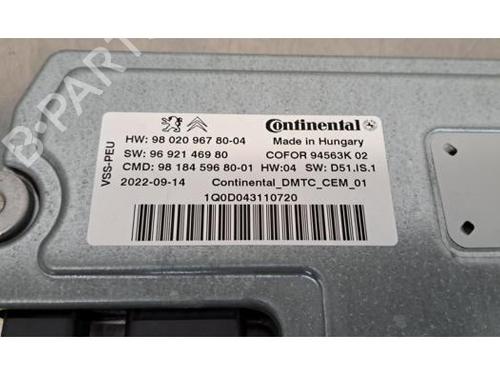 B-PARTS
Continental
HW: 98 020 967 80-04 Made in Hungary
SW: 96 921 469 80 COFOR 94563K 02
CMD: 98 184 596 80-01 HW:04 SW: D51.IS.1
2022-09-14 Continental_DMTC_CEM_01
1Q0D043110720
VSS-PEU